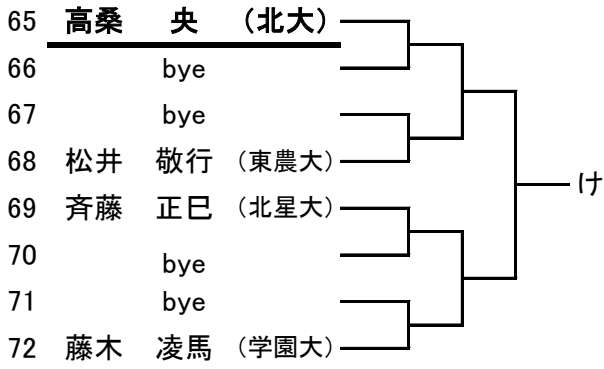 65 高桑 央 (北大)
66 bye
67 bye
68 松井 敬行 (東農大)
69 斉藤 正巳 (北星大)
70 bye
71 bye
72 藤木 凌馬 (学園大)
け